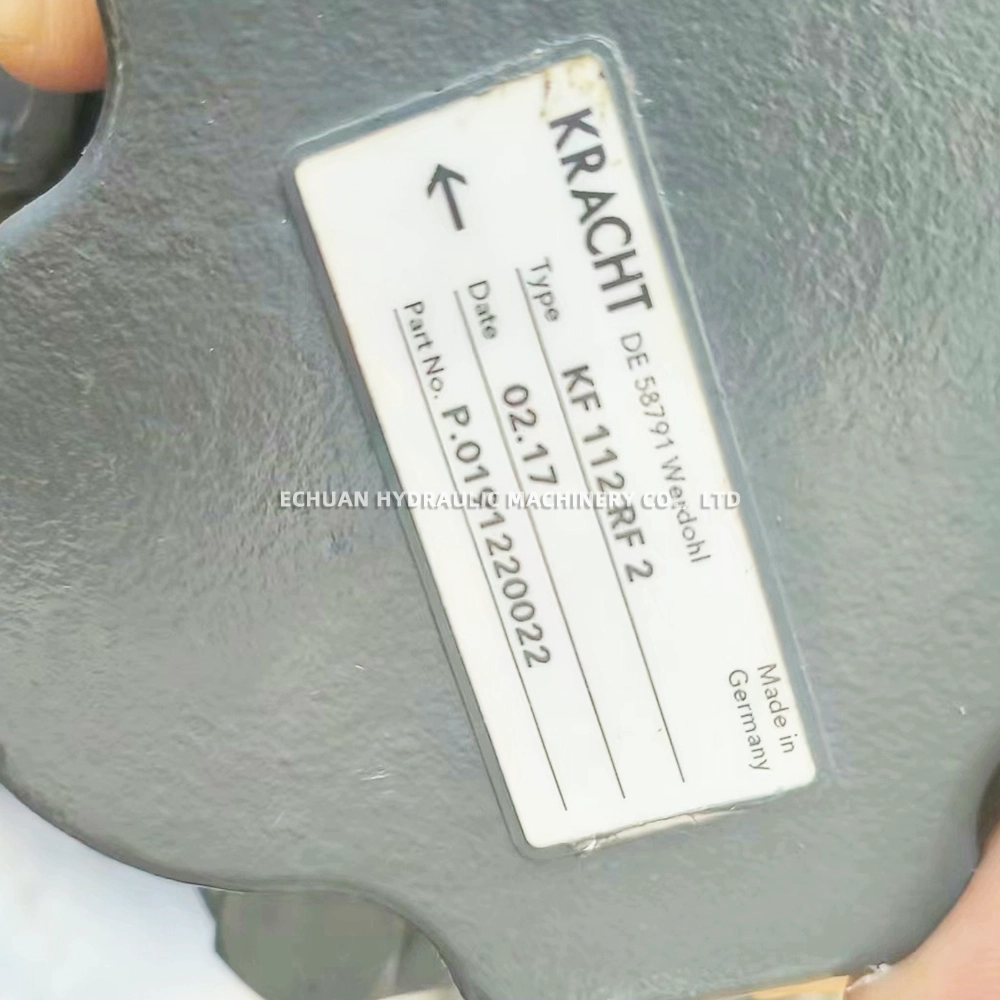 KRACHT DE 58791 Werdohl
Made in
Germany
Type KF 112 RF 2
Date 02.17
Part No. P.0191220022
ECHUAN HYDRAULIC MACHINERY CO., LTD